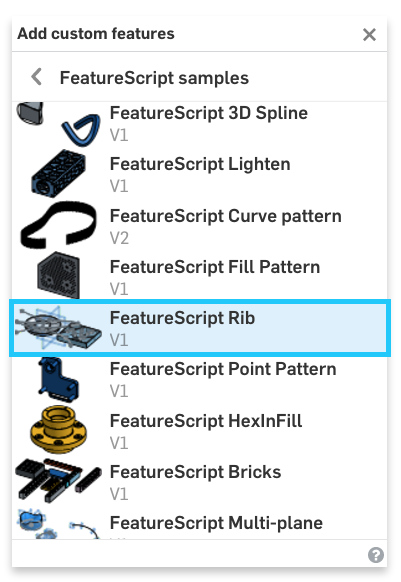 Add custom features
FeatureScript samples
FeatureScript 3D Spline
V1
FeatureScript Lighten
V1
FeatureScript Curve pattern
V2
FeatureScript Fill Pattern
V1
FeatureScript Rib
V1
FeatureScript Point Pattern
V1
FeatureScript HexInFill
V1
FeatureScript Bricks
V1
FeatureScript Multi-plane